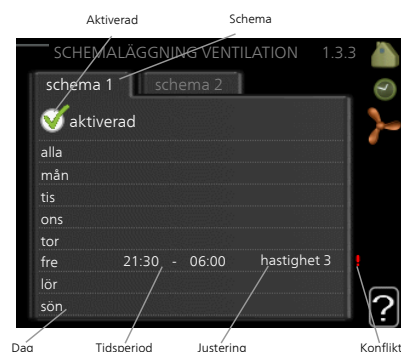 Aktiverad Schema
SCHEMALÄGGNING VENTILATION 1.3.3
schema 1 schema 2
aktiverad
alla
mån
tis
ons
tor
fre 21:30 - 06:00 hastighet 3 !
lör
sön
?
Dag Tidsperiod Justering Konflikt